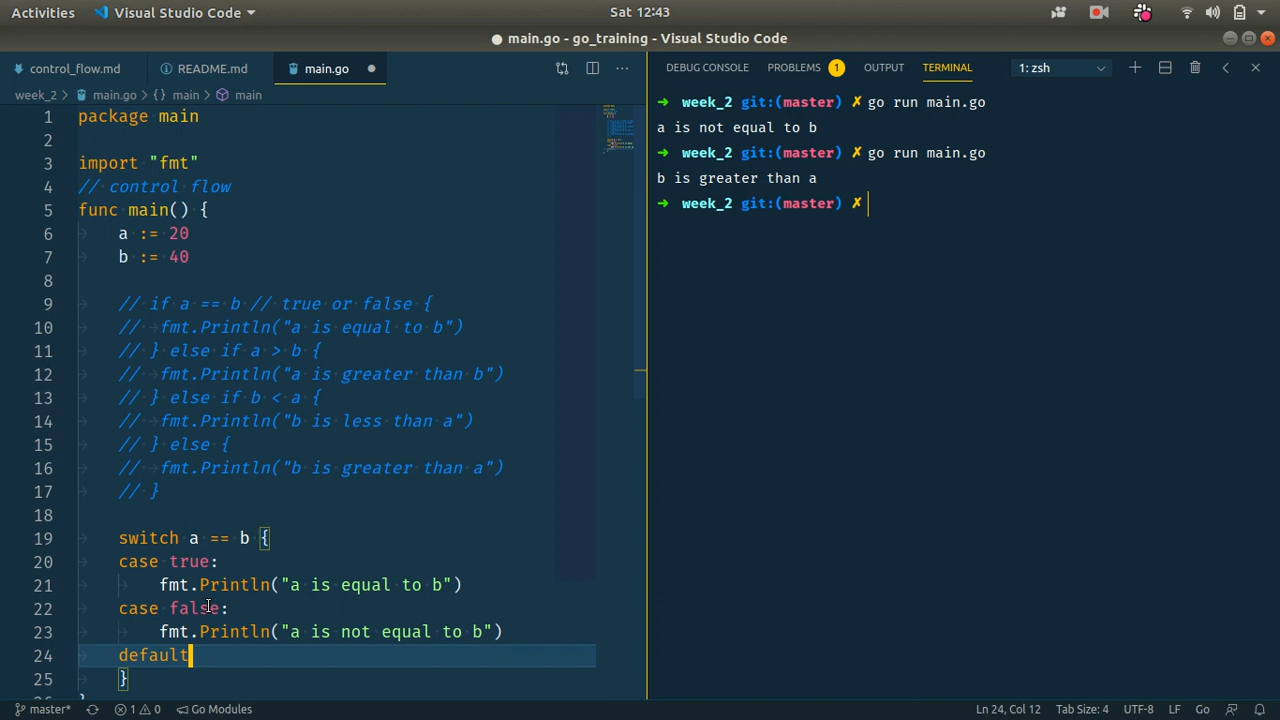 Activities Visual Studio Code Sat 12:43
● main.go - go_training - Visual Studio Code
control_flow.md README.md main.go
DEBUG CONSOLE PROBLEMS 1 OUTPUT TERMINAL 1: zsh
week_2 > main.go > {} main > main
1 package main
2
3 import "fmt"
4 // control flow
5 func main() {
6 a := 20
7 b := 40
8
9 // if a == b // true or false {
10 // fmt.Println("a is equal to b")
11 // } else if a > b {
12 // fmt.Println("a is greater than b")
13 // } else if b < a {
14 // fmt.Println("b is less than a")
15 // } else {
16 // fmt.Println("b is greater than a")
17 // }
18
19 switch a == b {
20 case true:
21 fmt.Println("a is equal to b")
22 case false:
23 fmt.Println("a is not equal to b")
24 default
25 }
26 }
➜ week_2 git:(master) ✗ go run main.go
a is not equal to b
➜ week_2 git:(master) ✗ go run main.go
b is greater than a
➜ week_2 git:(master) ✗
master* 1 0 Go Modules Ln 24, Col 12 Tab Size: 4 UTF-8 LF Go